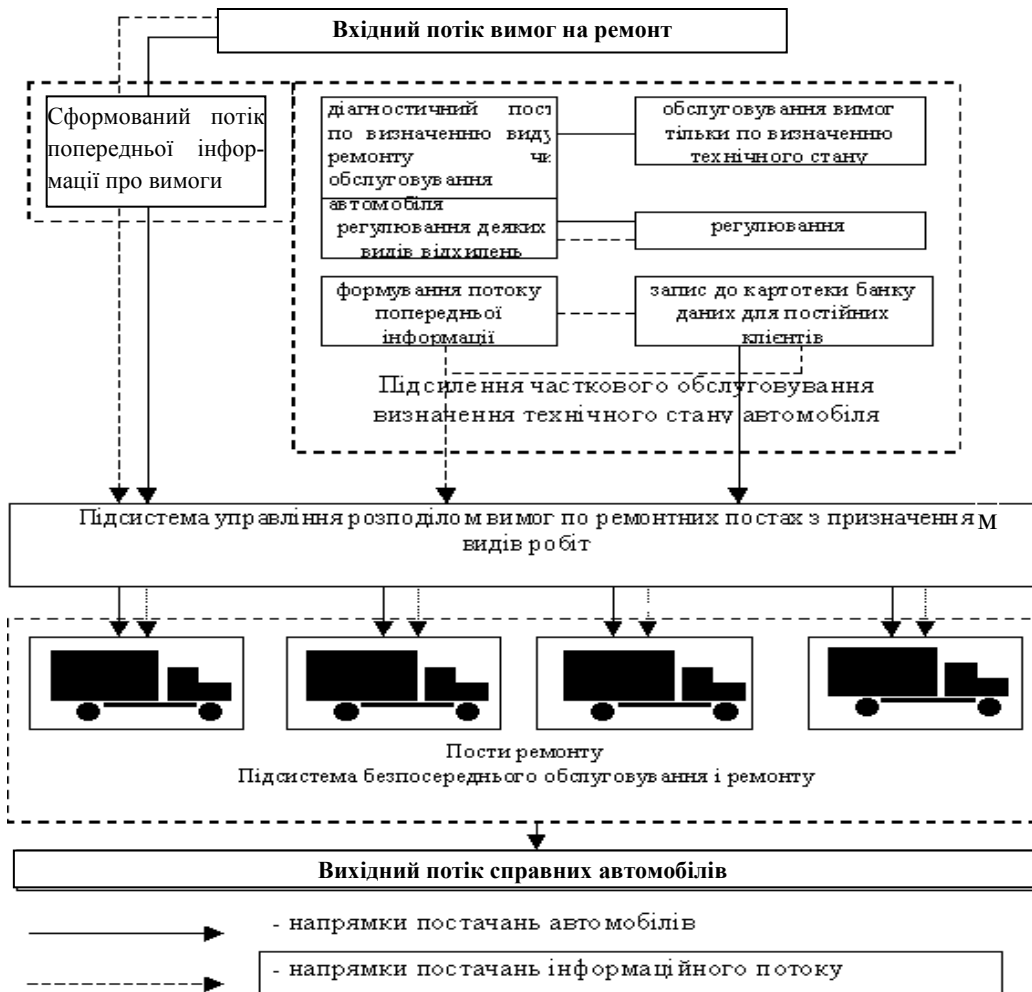 Вхідний потік вимог на ремонт
Сформований потік
попередньої інфор-
мації про вимоги
діагностичний пост
по визначенню виду
ремонту чи
обслуговування
автомобіля
регулювання деяких
видів відхилень
обслуговування вимог
тільки по визначенню
технічного стану
регулювання
формування потоку
попередньої
інформації
запис до картотеки банку
даних для постійних
клієнтів
Підсилення часткового обслуговування
визначення технічного стану автомобіля
Підсистема управління розподілом вимог по ремонтних постах з призначенням
видів робіт
Пости ремонту
Підсистема безпосереднього обслуговування і ремонту
Вихідний потік справних автомобілів
- напрямки постачань автомобілів
- напрямки постачань інформаційного потоку